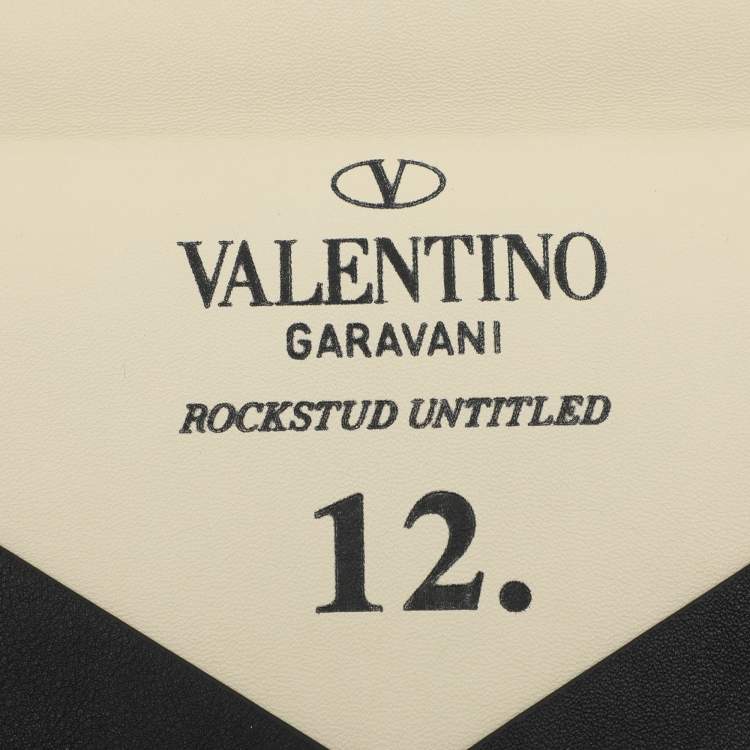 V
VALENTINO
GARAVANI
ROCKSTUD UNTITLED
12.